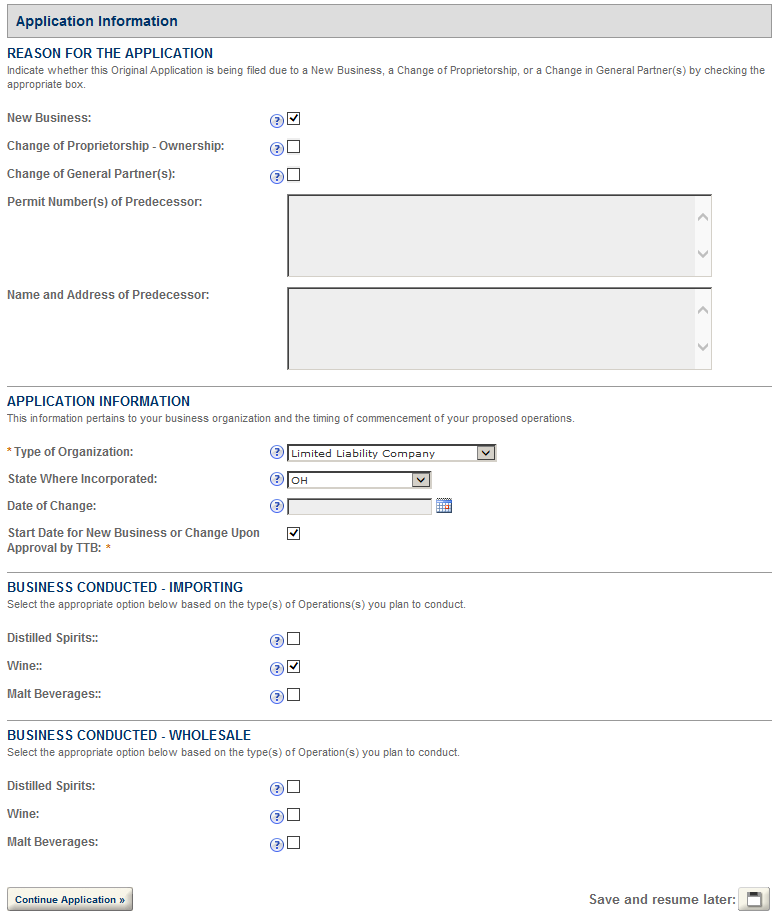 Application Information
REASON FOR THE APPLICATION
Indicate whether this Original Application is being filed due to a New Business, a Change of Proprietorship, or a Change in General Partner(s) by checking the
appropriate box.
New Business:
?
Change of Proprietorship - Ownership:
?
Change of General Partner(s):
?
Permit Number(s) of Predecessor:
Name and Address of Predecessor:
APPLICATION INFORMATION
This information pertains to your business organization and the timing of commencement of your proposed operations.
* Type of Organization:
? Limited Liability Company
State Where Incorporated:
? OH
Date of Change:
?
Start Date for New Business or Change Upon
Approval by TTB: *
BUSINESS CONDUCTED - IMPORTING
Select the appropriate option below based on the type(s) of Operations(s) you plan to conduct.
Distilled Spirits::
?
Wine::
?
Malt Beverages::
?
BUSINESS CONDUCTED - WHOLESALE
Select the appropriate option below based on the type(s) of Operation(s) you plan to conduct.
Distilled Spirits:
?
Wine:
?
Malt Beverages:
?
Continue Application »
Save and resume later: